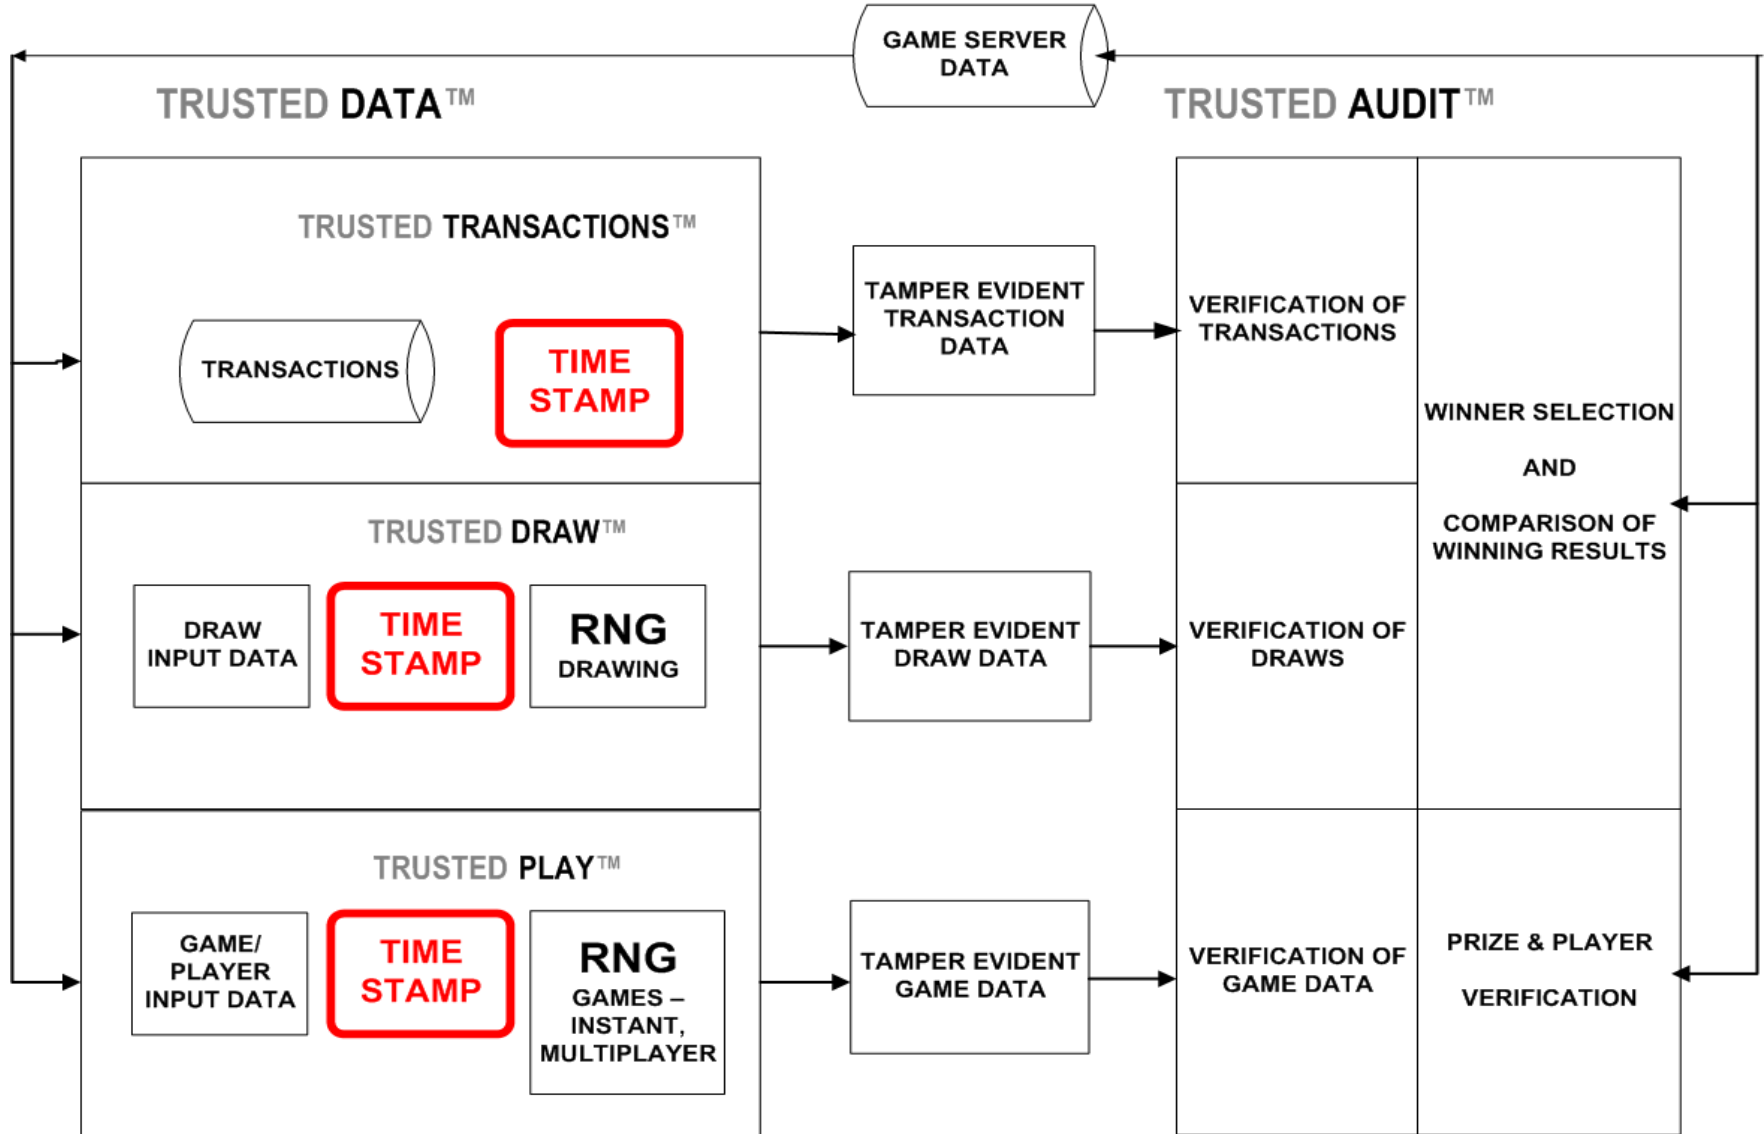 GAME SERVER
DATA
TRUSTED DATA™
TRUSTED AUDIT™
TRUSTED TRANSACTIONS™
TRANSACTIONS
TIME
STAMP
TAMPER EVIDENT
TRANSACTION
DATA
VERIFICATION OF
TRANSACTIONS
WINNER SELECTION
AND
COMPARISON OF
WINNING RESULTS
TRUSTED DRAW™
DRAW
INPUT DATA
TIME
STAMP
RNG
DRAWING
TAMPER EVIDENT
DRAW DATA
VERIFICATION OF
DRAWS
TRUSTED PLAY™
GAME/
PLAYER
INPUT DATA
TIME
STAMP
RNG
GAMES –
INSTANT,
MULTIPLAYER
TAMPER EVIDENT
GAME DATA
VERIFICATION OF
GAME DATA
PRIZE & PLAYER
VERIFICATION